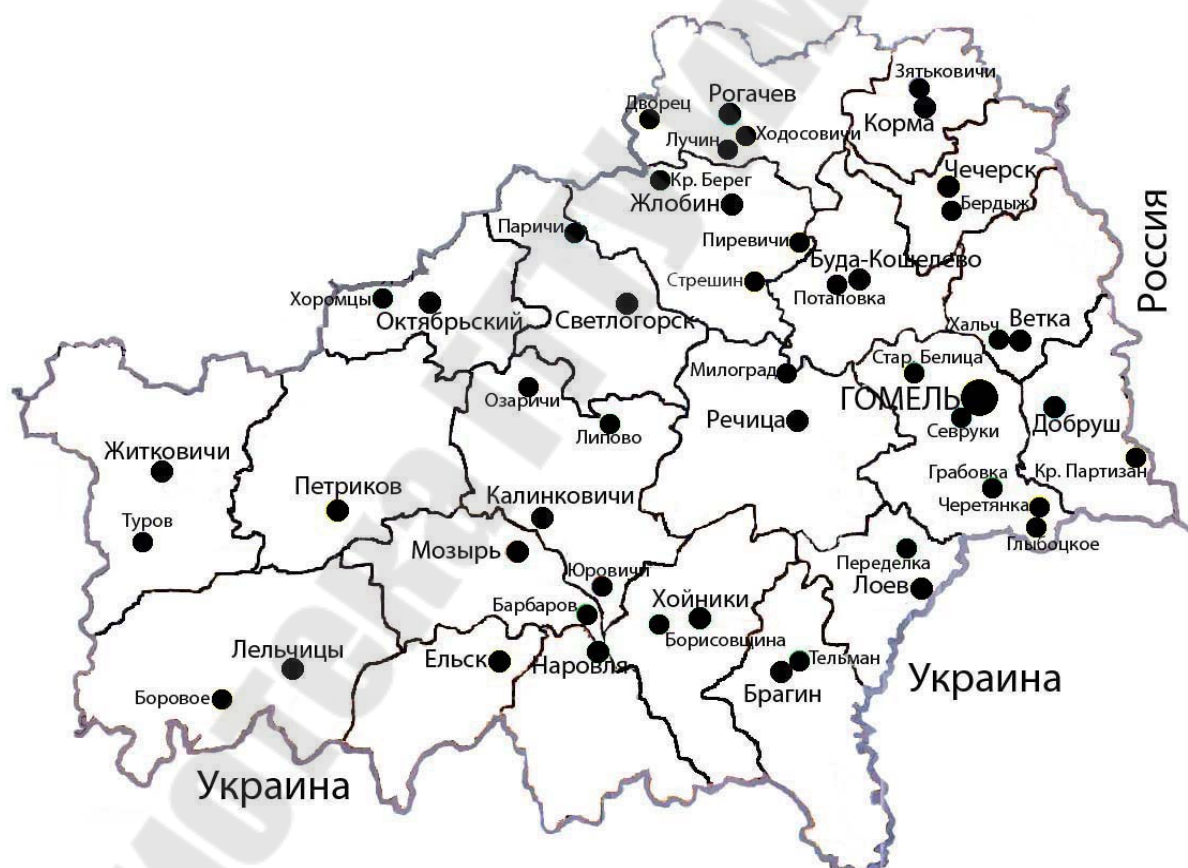 Зятьковичи
Рогачев
Дворец
Корма
Ходосовичи
Лучин
Чечерск
Кр. Берег
Жлобин
Бердыж
Паричи
Пиревичи
Россия
Буда-Кошелево
Стрешин
Потаповка
Хоромцы
Октябрьский
Светлогорск
Хальч
Ветка
Стар. Белица
Милоград
Озаричи
ГОМЕЛЬ
Речица
Добруш
Липово
Севруки
Житковичи
Грабовка
Кр. Партизан
Петриков
Калинковичи
Черетянка
Туров
Глыбоцкое
Мозырь
Переделка
Юровичи
Лоев
Хойники
Барбаров
Борисовщина
Лельчицы
Ельск
Наровля
Тельман
Украина
Брагин
Боровое
Украина